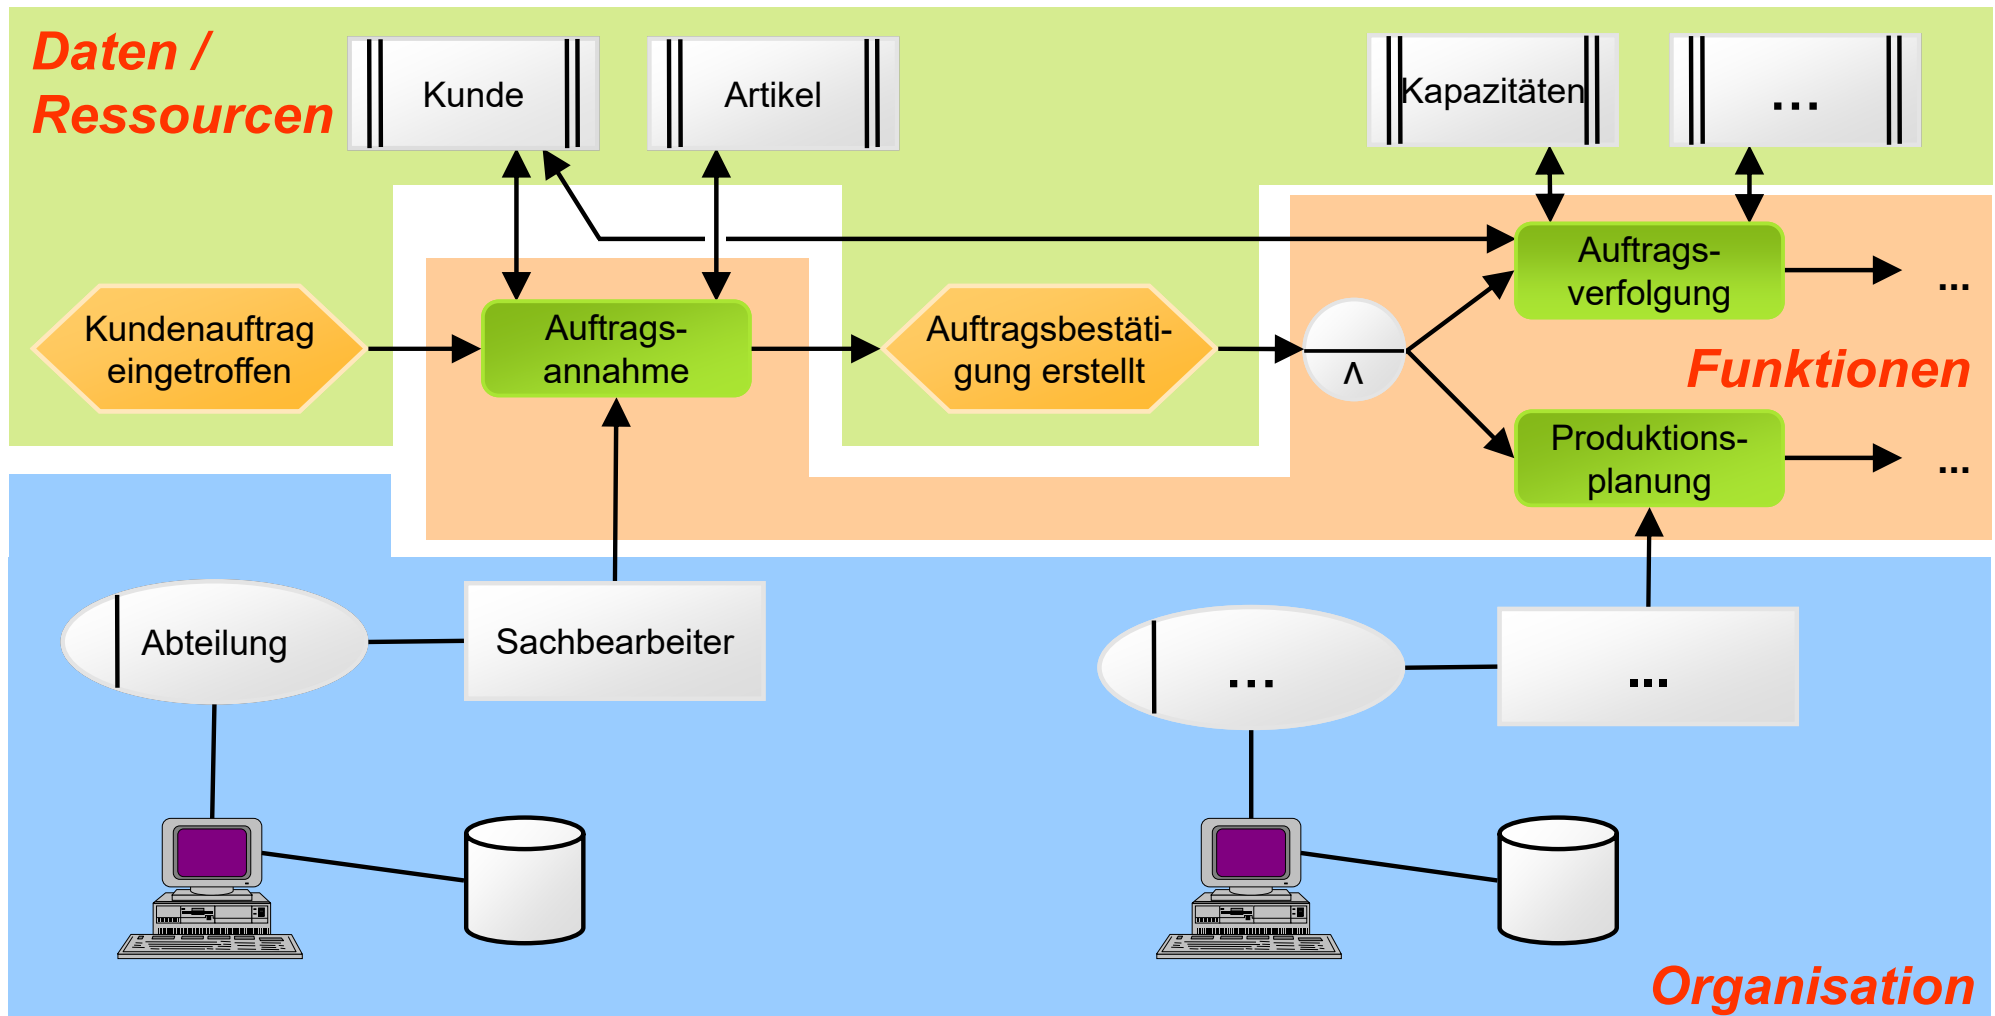 Daten /
Ressourcen
Kunde
Artikel
Kapazitäten
...
Kundenauftrag
eingetroffen
Auftrags-
annahme
Auftragsbestäti-
gung erstellt
∧
Auftrags-
verfolgung
...
Funktionen
Produktions-
planung
...
Abteilung
Sachbearbeiter
...
...
Organisation